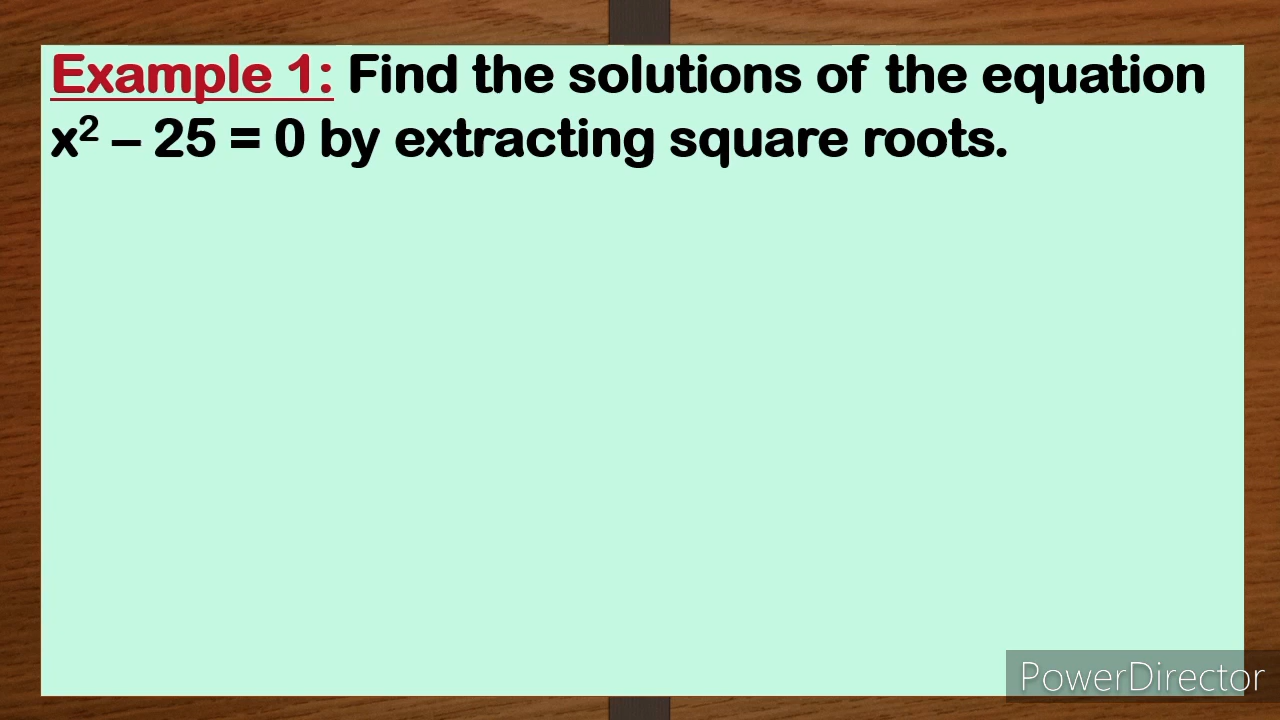 Example 1: Find the solutions of the equation
x² – 25 = 0 by extracting square roots.
PowerDirector